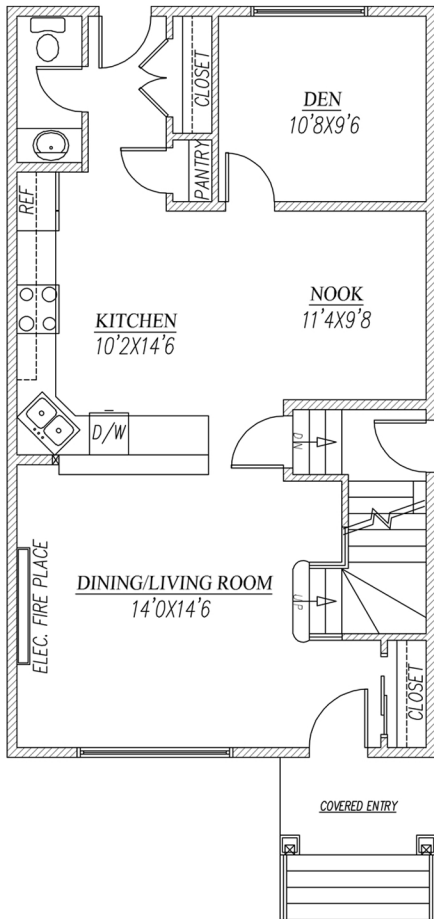 CLOSET
DEN
10'8X9'6
PANTRY
REF
NOOK
11'4X9'8
KITCHEN
10'2X14'6
D/W
DN
DINING/LIVING ROOM
14'0X14'6
ELEC. FIRE PLACE
UP
CLOSET
COVERED ENTRY